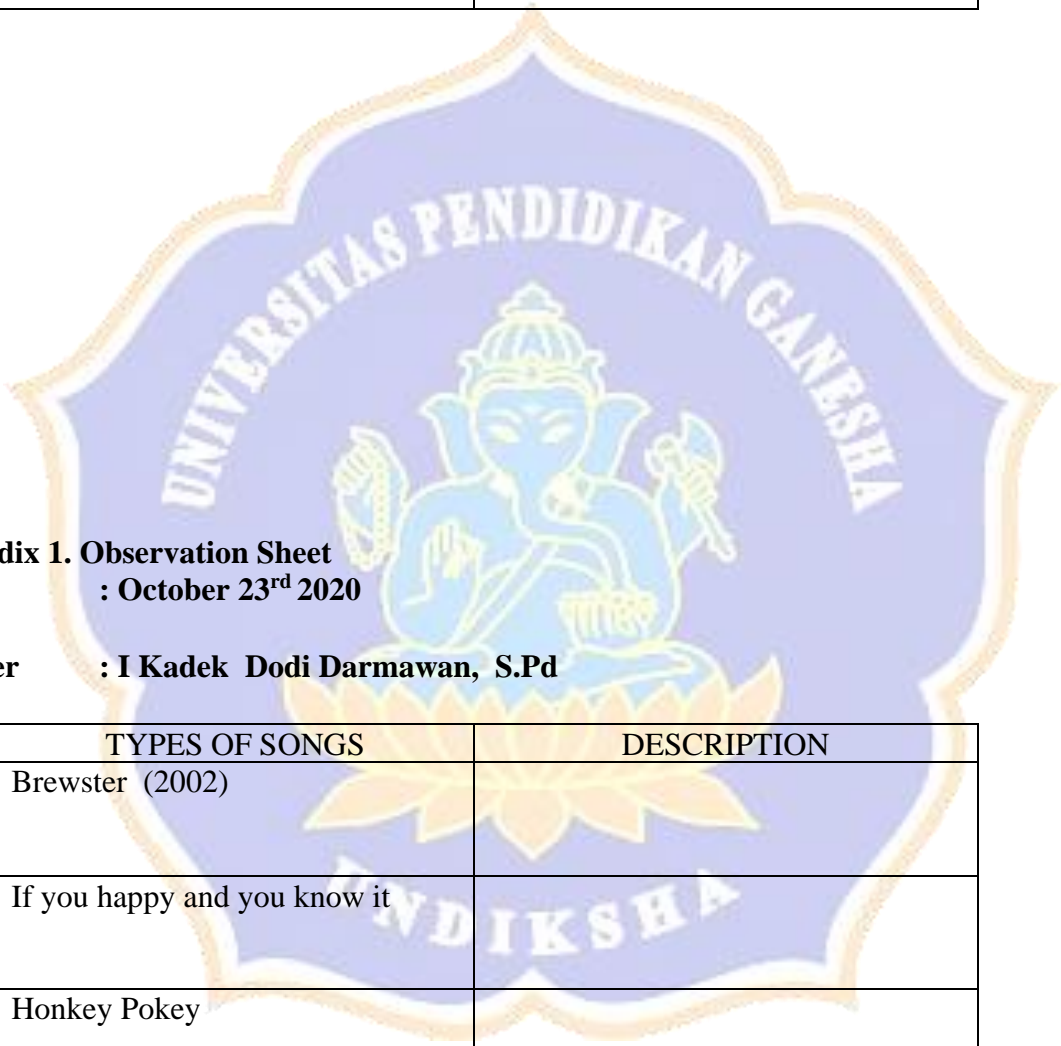 UNIVERSITAS PENDIDIKAN GANESHA
dix 1. Observation Sheet
: October 23rd 2020
er : I Kadek Dodi Darmawan, S.Pd
TYPES OF SONGS DESCRIPTION
Brewster (2002)
If you happy and you know it
UNDIKSHA
Honkey Pokey